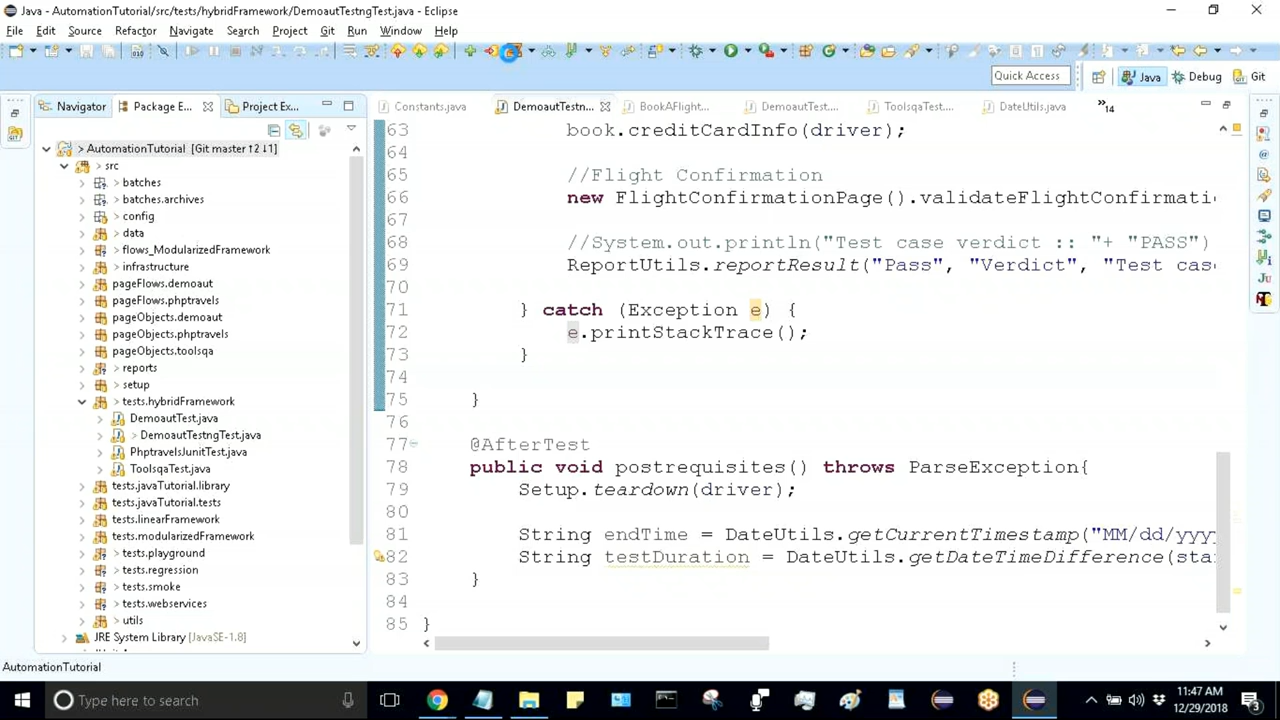 Java - AutomationTutorial/src/tests/hybridFramework/DemoautTestngTest.java - Eclipse
File Edit Source Refactor Navigate Search Project Git Run Window Help
Quick Access Java Debug Git
Navigator Package E... Project Ex...
Constants.java DemoautTestn... BookAFlight... DemoautTest.... ToolsqaTest.... DateUtils.java »14
> AutomationTutorial [Git master ↑2 ↓1]
> src
> batches
> batches.archives
> config
> data
> flows_ModularizedFramework
> infrastructure
> pageFlows.demoaut
> pageFlows.phptravels
> pageObjects.demoaut
> pageObjects.phptravels
> pageObjects.toolsqa
> reports
> setup
> tests.hybridFramework
DemoautTest.java
> DemoautTestngTest.java
PhptravelsJunitTest.java
ToolsqaTest.java
> tests.javaTutorial.library
> tests.javaTutorial.tests
> tests.linearFramework
> tests.modularizedFramework
> tests.playground
> tests.regression
> tests.smoke
> tests.webservices
> utils
JRE System Library [JavaSE-1.8]
63 book.creditCardInfo(driver);
64
65 //Flight Confirmation
66 new FlightConfirmationPage().validateFlightConfirmati
67
68 //System.out.println("Test case verdict :: "+ "PASS")
69 ReportUtils.reportResult("Pass", "Verdict", "Test cas
70
71 } catch (Exception e) {
72 e.printStackTrace();
73 }
74
75 }
76
77 @AfterTest
78 public void postrequisites() throws ParseException{
79 Setup.teardown(driver);
80
81 String endTime = DateUtils.getCurrentTimestamp("MM/dd/yyyy
82 String testDuration = DateUtils.getDateTimeDifference(sta
83 }
84
85 }
AutomationTutorial
Type here to search
11:47 AM
12/29/2018
3